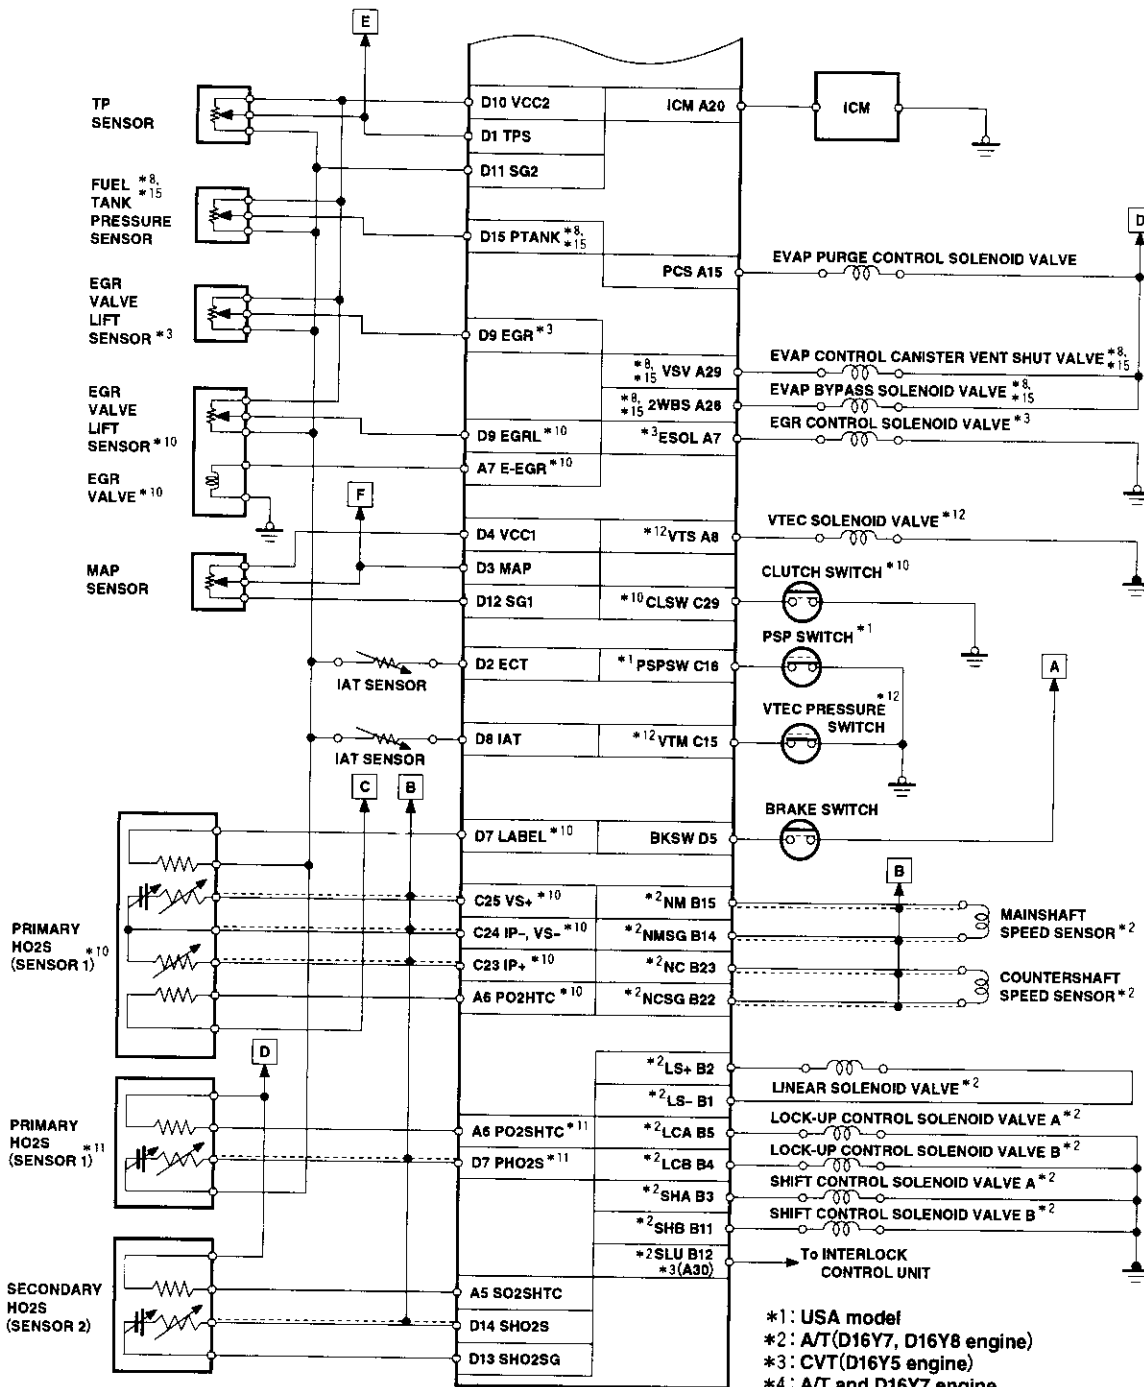 E
TP
SENSOR
D10 VCC2
ICM A20
ICM
D1 TPS
D11 SG2
FUEL *8,
TANK *15
PRESSURE
SENSOR
D15 PTANK *8,
*15
D
PCS A15
EVAP PURGE CONTROL SOLENOID VALVE
EGR
VALVE
LIFT
SENSOR *3
D9 EGR *3
*8,
*15 VSV A29
EVAP CONTROL CANISTER VENT SHUT VALVE *8,
*15
*8,
*15 2WBS A26
EVAP BYPASS SOLENOID VALVE *8,
*15
EGR
VALVE
LIFT
SENSOR *10
D9 EGRL *10
*3 ESOL A7
EGR CONTROL SOLENOID VALVE *3
A7 E-EGR *10
EGR
VALVE *10
F
D4 VCC1
*12 VTS A8
VTEC SOLENOID VALVE *12
MAP
SENSOR
D3 MAP
D12 SG1
*10 CLSW C29
CLUTCH SWITCH *10
PSP SWITCH *1
D2 ECT
*1 PSPSW C16
A
IAT SENSOR
VTEC PRESSURE *12
SWITCH
D8 IAT
*12 VTM C15
IAT SENSOR
C
B
BRAKE SWITCH
D7 LABEL *10
BKSW D5
B
PRIMARY
HO2S *10
(SENSOR 1)
C25 VS+ *10
*2 NM B15
MAINSHAFT
SPEED SENSOR *2
C24 IP-, VS- *10
*2 NMSG B14
C23 IP+ *10
*2 NC B23
COUNTERSHAFT
SPEED SENSOR *2
A6 PO2HTC *10
*2 NCSG B22
D
*2 LS+ B2
LINEAR SOLENOID VALVE *2
*2 LS- B1
PRIMARY
HO2S *11
(SENSOR 1)
A6 PO2SHTC *11
*2 LCA B5
LOCK-UP CONTROL SOLENOID VALVE A *2
D7 PHO2S *11
*2 LCB B4
LOCK-UP CONTROL SOLENOID VALVE B *2
*2 SHA B3
SHIFT CONTROL SOLENOID VALVE A *2
*2 SHB B11
SHIFT CONTROL SOLENOID VALVE B *2
*2 SLU B12
*3 (A30)
To INTERLOCK
CONTROL UNIT
SECONDARY
HO2S
(SENSOR 2)
A5 SO2SHTC
D14 SHO2S
D13 SHO2SG
*1: USA model
*2: A/T (D16Y7, D16Y8 engine)
*3: CVT (D16Y5 engine)
*4: A/T and D16Y7 engine